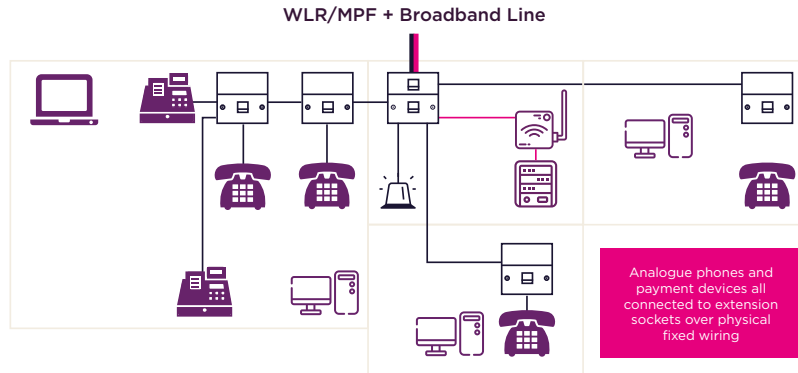 WLR/MPF + Broadband Line
Analogue phones and
payment devices all
connected to extension
sockets over physical
fixed wiring